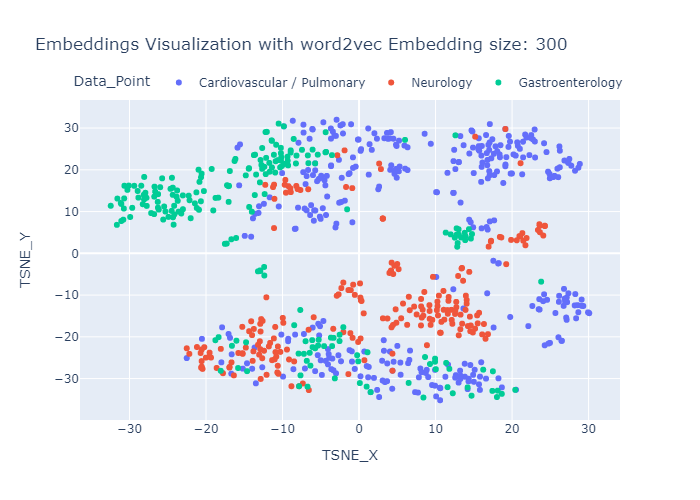 Embeddings Visualization with word2vec Embedding size: 300
Data_Point Cardiovascular / Pulmonary Neurology Gastroenterology
30
20
10
0
−10
−20
−30
TSNE_Y
−30 −20 −10 0 10 20 30
TSNE_X